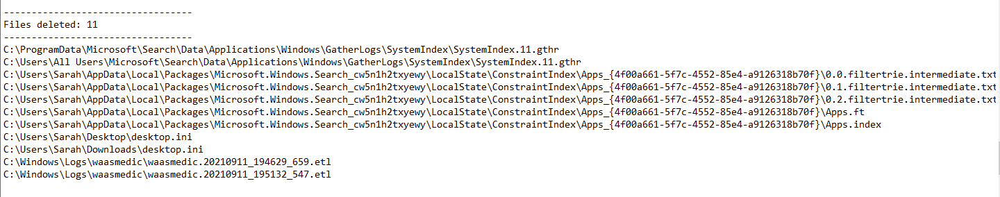 ----------------------------------
Files deleted: 11
----------------------------------
C:\ProgramData\Microsoft\Search\Data\Applications\Windows\GatherLogs\SystemIndex\SystemIndex.11.gthr
C:\Users\All Users\Microsoft\Search\Data\Applications\Windows\GatherLogs\SystemIndex\SystemIndex.11.gthr
C:\Users\Sarah\AppData\Local\Packages\Microsoft.Windows.Search_cw5n1h2txyewy\LocalState\ConstraintIndex\Apps_{4f00a661-5f7c-4552-85e4-a9126318b70f}\0.0.filtertrie.intermediate.txt
C:\Users\Sarah\AppData\Local\Packages\Microsoft.Windows.Search_cw5n1h2txyewy\LocalState\ConstraintIndex\Apps_{4f00a661-5f7c-4552-85e4-a9126318b70f}\0.1.filtertrie.intermediate.txt
C:\Users\Sarah\AppData\Local\Packages\Microsoft.Windows.Search_cw5n1h2txyewy\LocalState\ConstraintIndex\Apps_{4f00a661-5f7c-4552-85e4-a9126318b70f}\0.2.filtertrie.intermediate.txt
C:\Users\Sarah\AppData\Local\Packages\Microsoft.Windows.Search_cw5n1h2txyewy\LocalState\ConstraintIndex\Apps_{4f00a661-5f7c-4552-85e4-a9126318b70f}\Apps.ft
C:\Users\Sarah\AppData\Local\Packages\Microsoft.Windows.Search_cw5n1h2txyewy\LocalState\ConstraintIndex\Apps_{4f00a661-5f7c-4552-85e4-a9126318b70f}\Apps.index
C:\Users\Sarah\Desktop\desktop.ini
C:\Users\Sarah\Downloads\desktop.ini
C:\Windows\Logs\waasmedic\waasmedic.20210911_194629_659.etl
C:\Windows\Logs\waasmedic\waasmedic.20210911_195132_547.etl